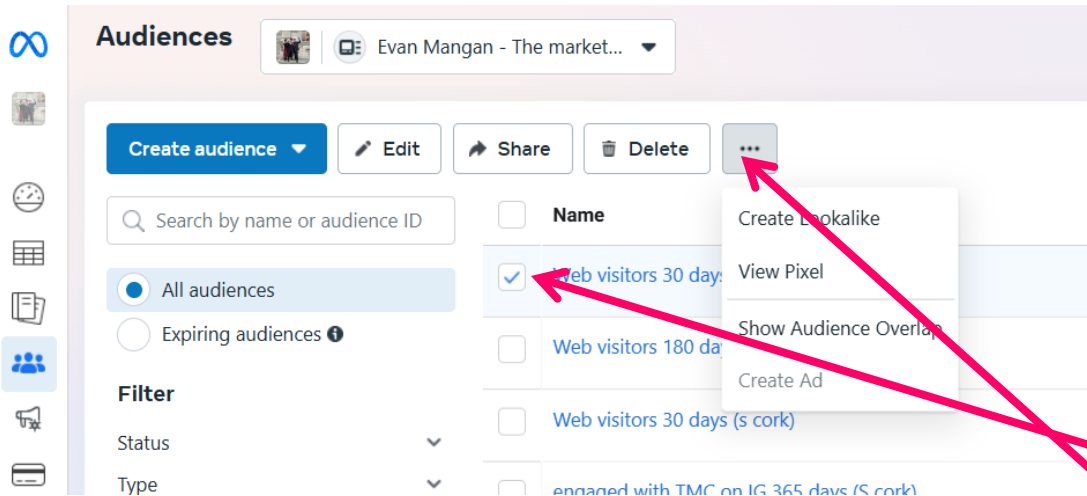 Audiences
Evan Mangan - The market...
Create audience
Edit
Share
Delete
...
Search by name or audience ID
Name
Create Lookalike
Web visitors 30 days
View Pixel
All audiences
Expiring audiences
Show Audience Overlap
Web visitors 180
Create Ad
Filter
Web visitors 30 days (s cork)
Status
Type
engaged with TMC on IG 365 days (S cork)